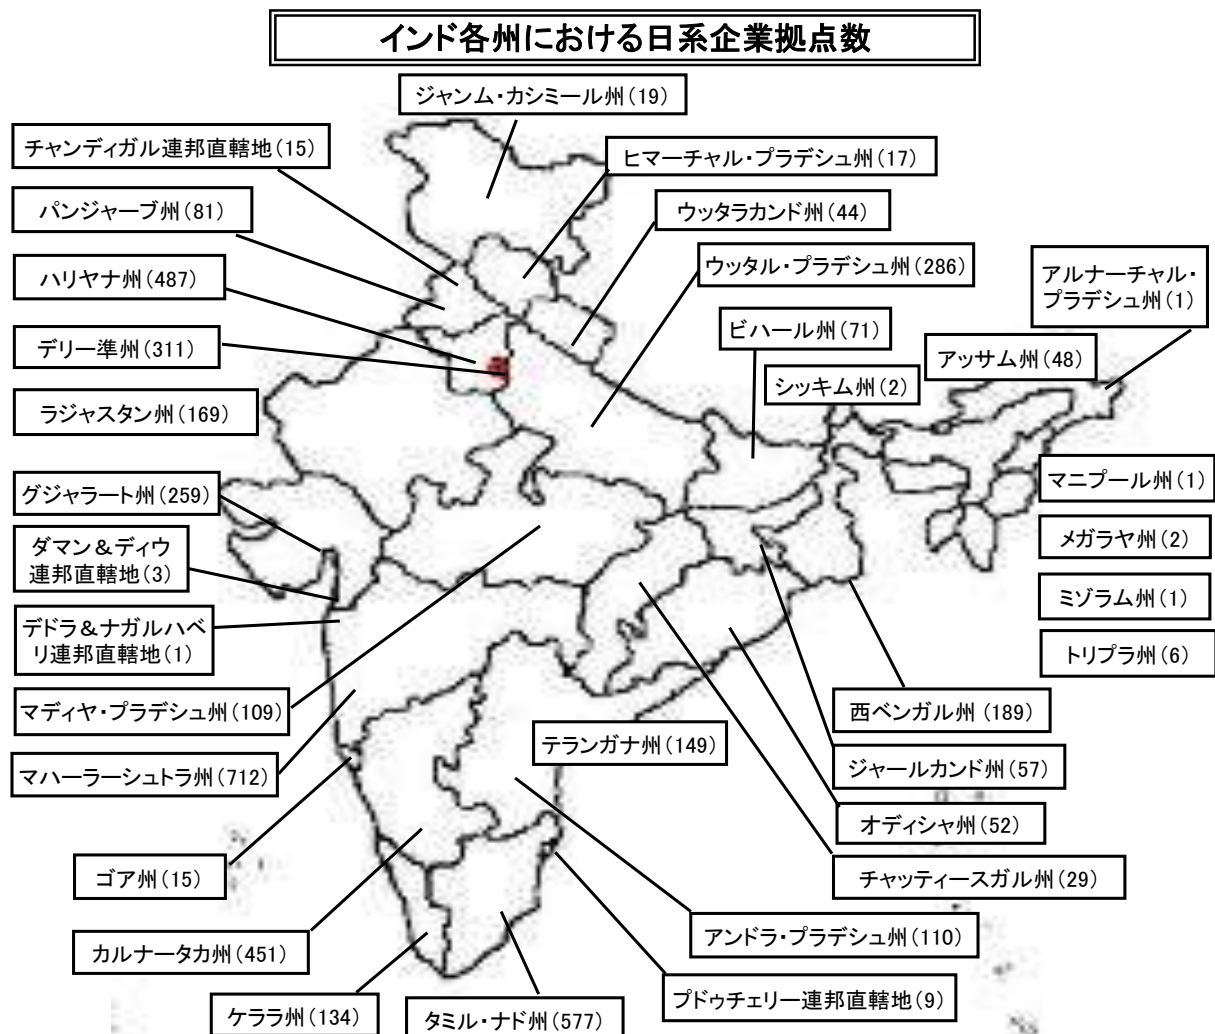 インド各州における日系企業拠点数
ジャンム・カシミール州(19)
チャンディガル連邦直轄地(15)
ヒマーチャル・プラデシュ州(17)
パンジャーブ州(81)
ウッタラカンド州(44)
ハリヤナ州(487)
ウッタル・プラデシュ州(286)
アルナーチャル・
プラデシュ州(1)
デリー準州(311)
ビハール州(71)
アッサム州(48)
シッキム州(2)
ラジャスタン州(169)
グジャラート州(259)
マニプール州(1)
ダマン&ディウ
連邦直轄地(3)
メガラヤ州(2)
ミゾラム州(1)
デドラ&ナガルハベ
リ連邦直轄地(1)
トリプラ州(6)
マディヤ・プラデシュ州(109)
西ベンガル州(189)
テランガナ州(149)
マハーラーシュトラ州(712)
ジャールカンド州(57)
オディシャ州(52)
ゴア州(15)
チャッティースガル州(29)
アンドラ・プラデシュ州(110)
カルナータカ州(451)
プドゥチェリー連邦直轄地(9)
ケララ州(134)
タミル・ナド州(577)